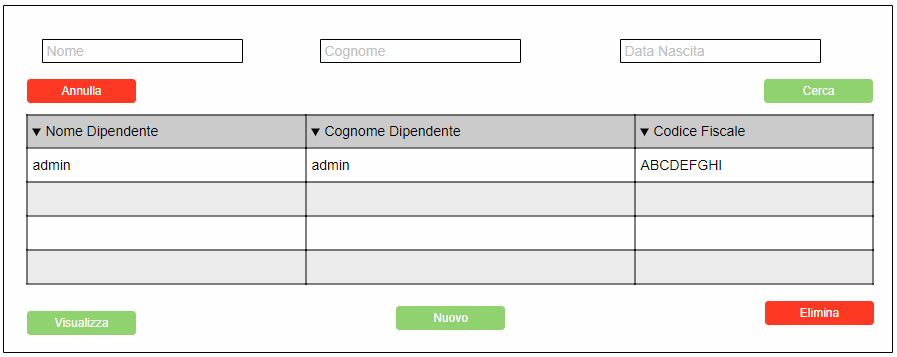 Nome Cognome Data Nascita
Annulla Cerca
▼ Nome Dipendente ▼ Cognome Dipendente ▼ Codice Fiscale
admin admin ABCDEFGHI
Visualizza Nuovo Elimina